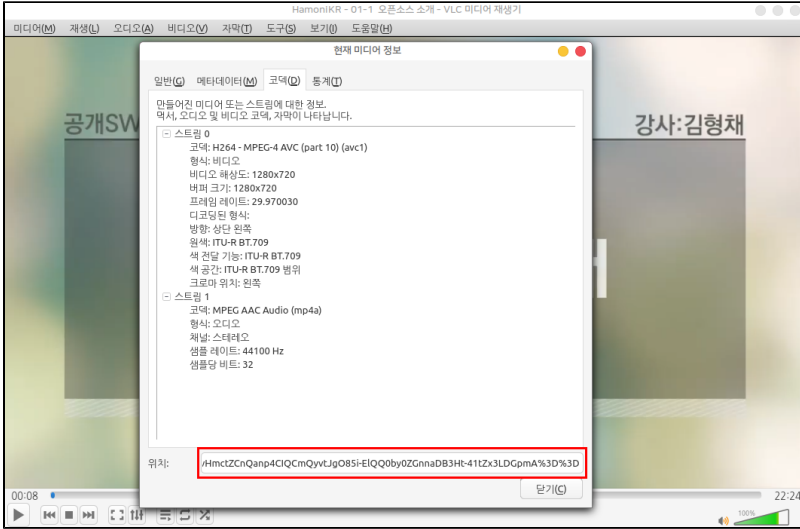 HamoniKR - 01-1 오픈소스 소개 - VLC 미디어 재생기
미디어(M) 재생(L) 오디오(A) 비디오(V) 자막(T) 도구(S) 보기(I) 도움말(H)
현재 미디어 정보
일반(G) 메타데이터(M) 코덱(D) 통계(T)
만들어진 미디어 또는 스트림에 대한 정보.
먹서, 오디오 및 비디오 코덱, 자막이 나타납니다.
공개SW
강사:김형채
스트림 0
코덱: H264 - MPEG-4 AVC (part 10) (avc1)
형식: 비디오
비디오 해상도: 1280x720
버퍼 크기: 1280x720
프레임 레이트: 29.970030
디코딩된 형식:
방향: 상단 왼쪽
원색: ITU-R BT.709
색 전달 기능: ITU-R BT.709
색 공간: ITU-R BT.709 범위
크로마 위치: 왼쪽
스트림 1
코덱: MPEG AAC Audio (mp4a)
형식: 오디오
채널: 스테레오
샘플 레이트: 44100 Hz
샘플당 비트: 32
위치: /HmctZCnQanp4CIQCmQyvtJgO85i-ElQQ0by0ZGnnaDB3Ht-41tZx3LDGpmA%3D%3D
닫기(C)
00:08 22:24
100%